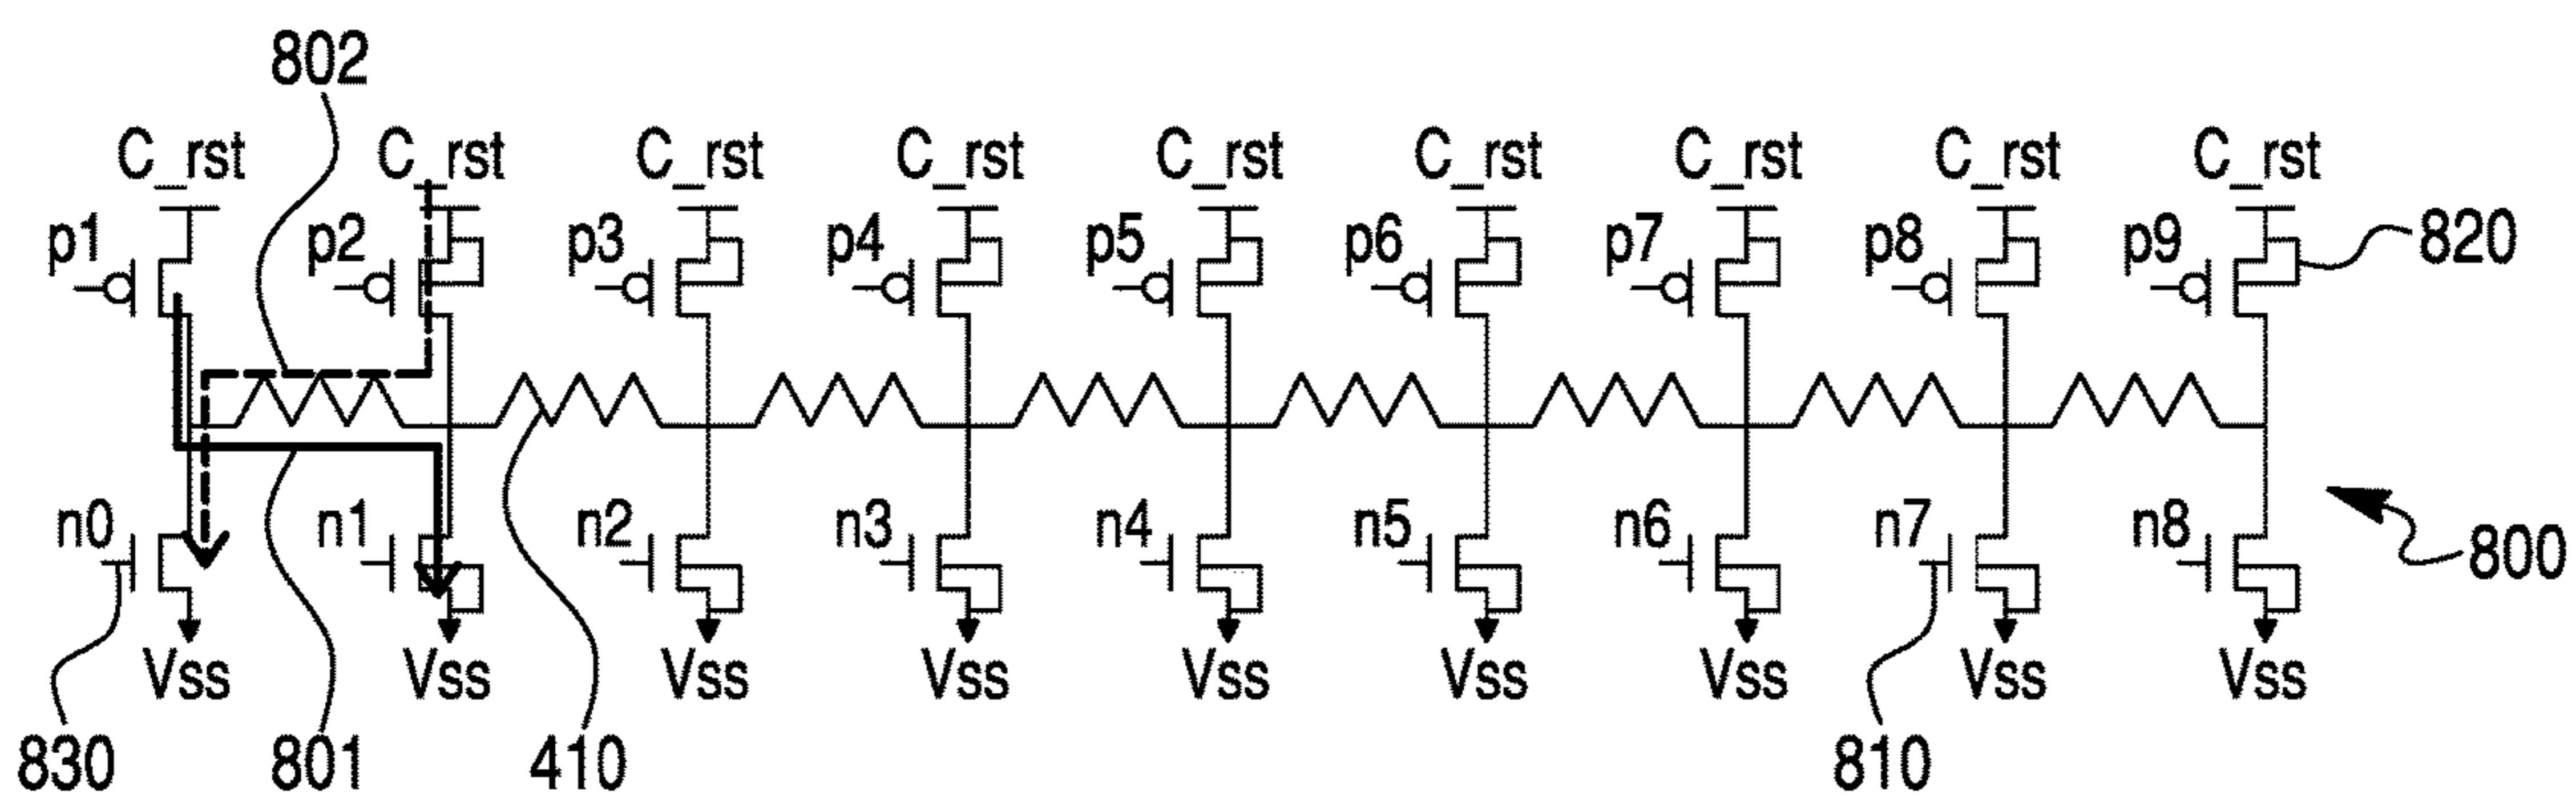 802
C_rst C_rst C_rst C_rst C_rst C_rst C_rst C_rst C_rst
p1 p2 p3 p4 p5 p6 p7 p8 p9 820
n0 n1 n2 n3 n4 n5 n6 n7 n8 800
Vss Vss Vss Vss Vss Vss Vss Vss Vss
830 801 410 810